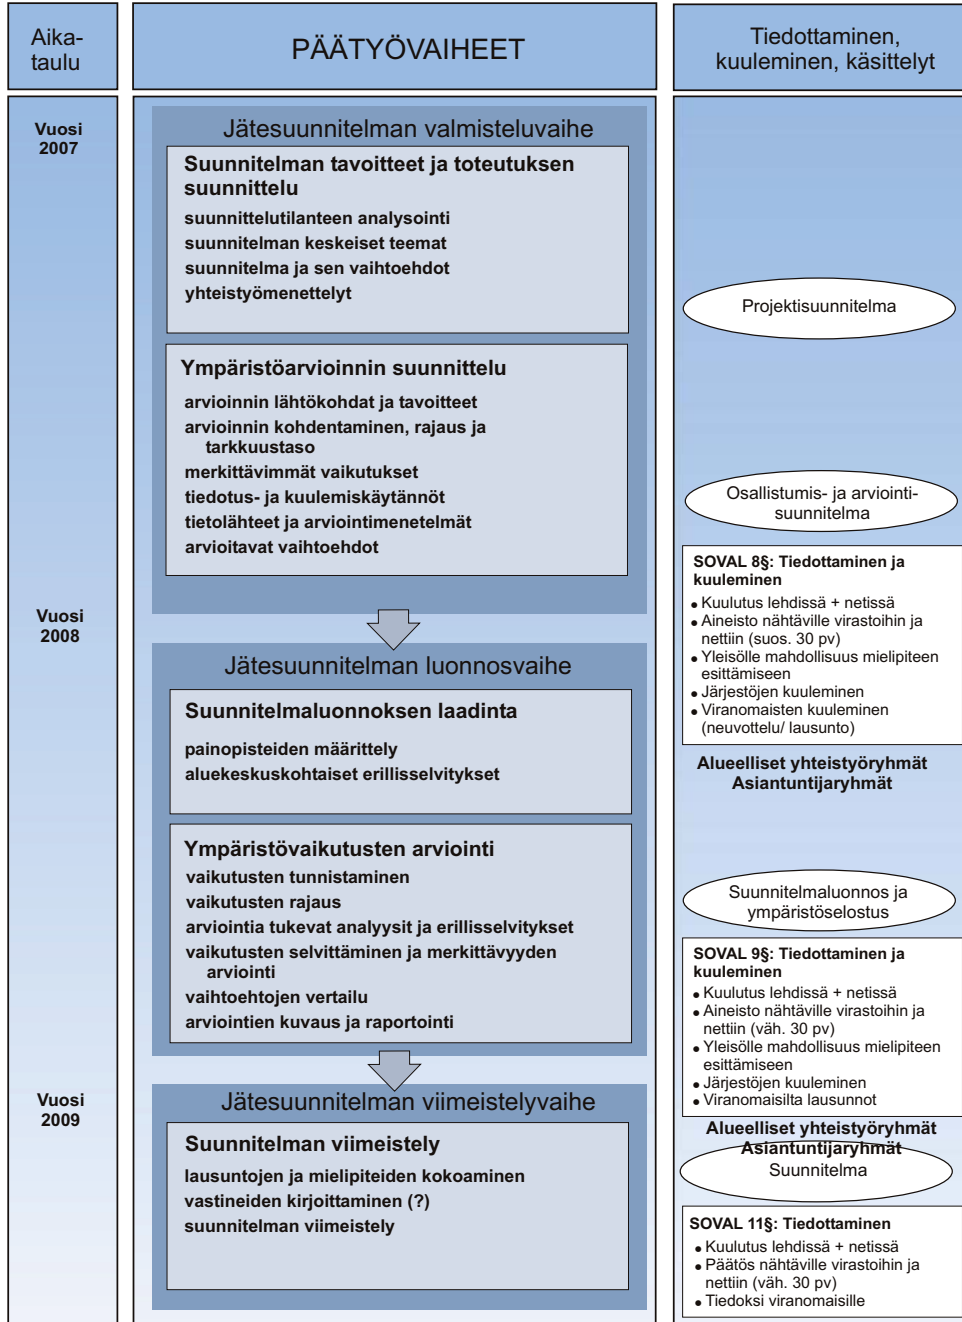 Aika-
taulu
PÄÄTYÖVAIHEET
Tiedottaminen,
kuuleminen, käsittelyt
Vuosi
2007
Jätesuunnitelman valmisteluvaihe
Suunnitelman tavoitteet ja toteutuksen
suunnittelu
suunnittelutilanteen analysointi
suunnitelman keskeiset teemat
suunnitelma ja sen vaihtoehdot
yhteistyömenettelyt
Projektisuunnitelma
Ympäristöarvioinnin suunnittelu
arvioinnin lähtökohdat ja tavoitteet
arvioinnin kohdentaminen, rajaus ja
tarkkuustaso
merkittävimmät vaikutukset
tiedotus- ja kuulemiskäytännöt
tietolähteet ja arviointimenetelmät
arvioitavat vaihtoehdot
Osallistumis- ja arviointi-
suunnitelma
SOVAL 8§: Tiedottaminen ja
kuuleminen
• Kuulutus lehdissä + netissä
• Aineisto nähtäville virastoihin ja
nettiin (suos. 30 pv)
• Yleisölle mahdollisuus mielipiteen
esittämiseen
• Järjestöjen kuuleminen
• Viranomaisten kuuleminen
(neuvottelu/ lausunto)
Alueelliset yhteistyöryhmät
Asiantuntijaryhmät
Vuosi
2008
Jätesuunnitelman luonnosvaihe
Suunnitelmaluonnoksen laadinta
painopisteiden määrittely
aluekeskuskohtaiset erillisselvitykset
Ympäristövaikutusten arviointi
vaikutusten tunnistaminen
vaikutusten rajaus
arviointia tukevat analyysit ja erillisselvitykset
vaikutusten selvittäminen ja merkittävyyden
arviointi
vaihtoehtojen vertailu
arviointien kuvaus ja raportointi
Suunnitelmaluonnos ja
ympäristöselostus
SOVAL 9§: Tiedottaminen ja
kuuleminen
• Kuulutus lehdissä + netissä
• Aineisto nähtäville virastoihin ja
nettiin (väh. 30 pv)
• Yleisölle mahdollisuus mielipiteen
esittämiseen
• Järjestöjen kuuleminen
• Viranomaisilta lausunnot
Alueelliset yhteistyöryhmät
Asiantuntijaryhmät
Vuosi
2009
Jätesuunnitelman viimeistelyvaihe
Suunnitelman viimeistely
lausuntojen ja mielipiteiden kokoaminen
vastineiden kirjoittaminen (?)
suunnitelman viimeistely
Suunnitelma
SOVAL 11§: Tiedottaminen
• Kuulutus lehdissä + netissä
• Päätös nähtäville virastoihin ja
nettiin (väh. 30 pv)
• Tiedoksi viranomaisille